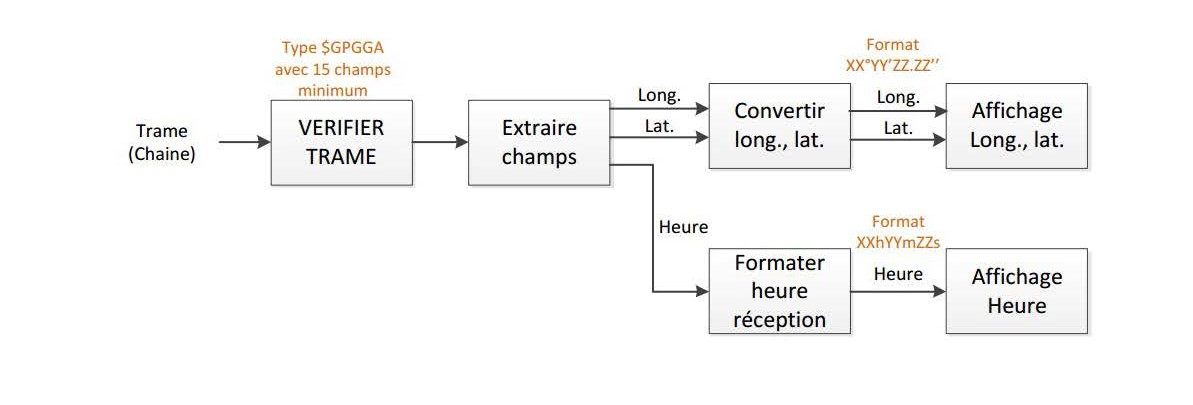 Type $GPGGA
avec 15 champs
minimum
Trame
(Chaine)
VERIFIER
TRAME
Extraire
champs
Long.
Lat.
Convertir
long., lat.
Format
XX°YY'ZZ.ZZ''
Long.
Lat.
Affichage
Long., lat.
Heure
Formater
heure
réception
Format
XXhYYmZZs
Heure
Affichage
Heure